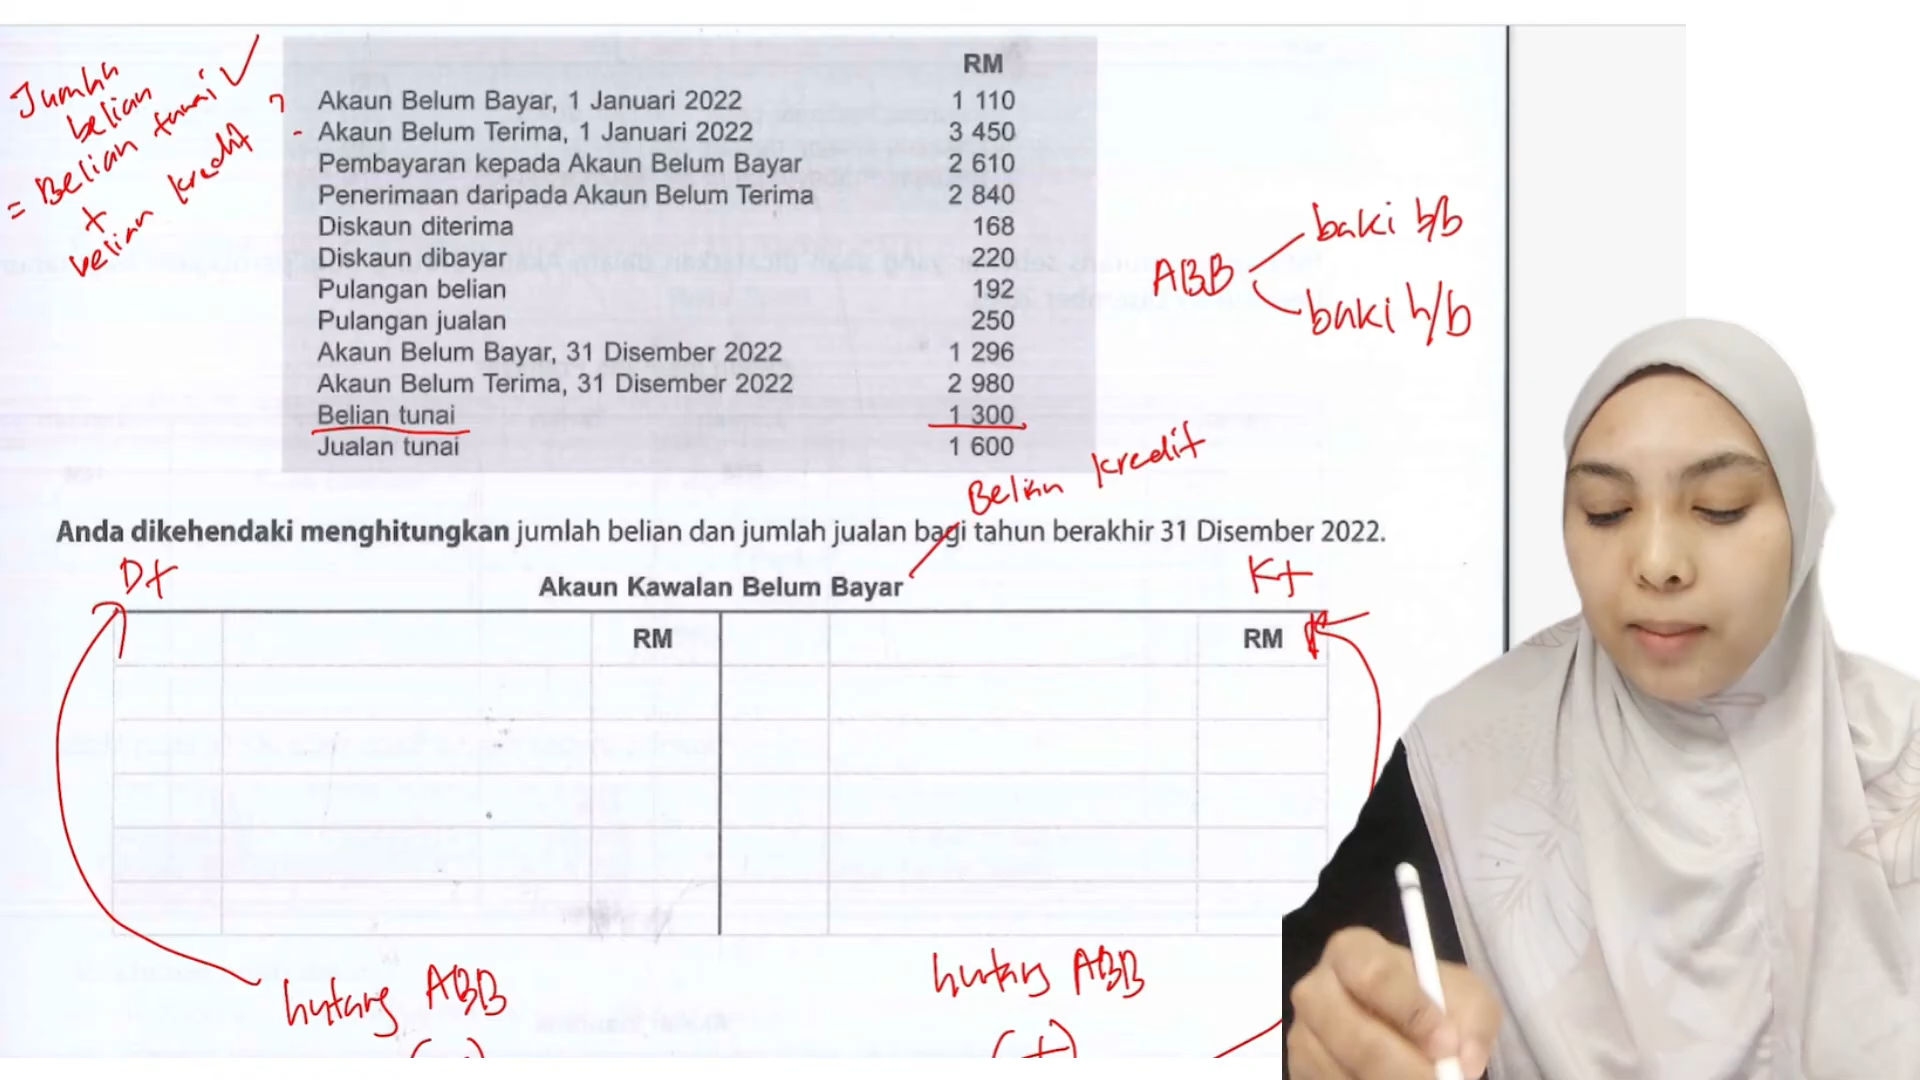 Jumlah
belian
= Belian tunai ✓
+
belian kredit ?
RM
Akaun Belum Bayar, 1 Januari 2022 1 110
- Akaun Belum Terima, 1 Januari 2022 3 450
Pembayaran kepada Akaun Belum Bayar 2 610
Penerimaan daripada Akaun Belum Terima 2 840
Diskaun diterima 168
Diskaun dibayar 220
Pulangan belian 192
Pulangan jualan 250
Akaun Belum Bayar, 31 Disember 2022 1 296
Akaun Belum Terima, 31 Disember 2022 2 980
Belian tunai 1 300
Jualan tunai 1 600
ABB
baki b/b
baki h/b
Belian kredit
Anda dikehendaki menghitungkan jumlah belian dan jumlah jualan bagi tahun berakhir 31 Disember 2022.
Dt
Akaun Kawalan Belum Bayar
Kt
RM RM
hutang ABB
hutang ABB
(+)